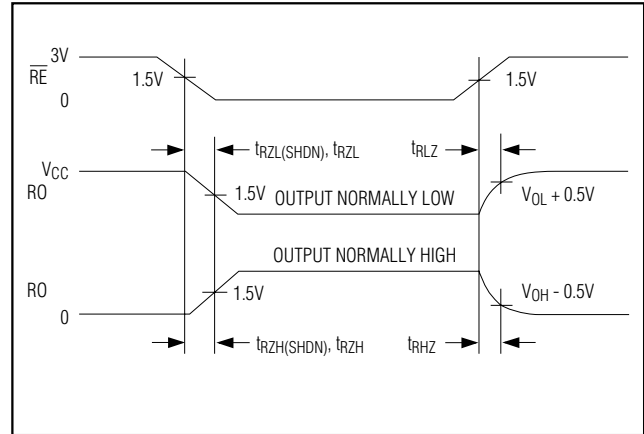 3V
R̅E̅
1.5V
1.5V
0
tRZL(SHDN), tRZL
tRLZ
VCC
RO
1.5V
OUTPUT NORMALLY LOW
VOL + 0.5V
OUTPUT NORMALLY HIGH
RO
1.5V
VOH - 0.5V
0
tRZH(SHDN), tRZH
tRHZ